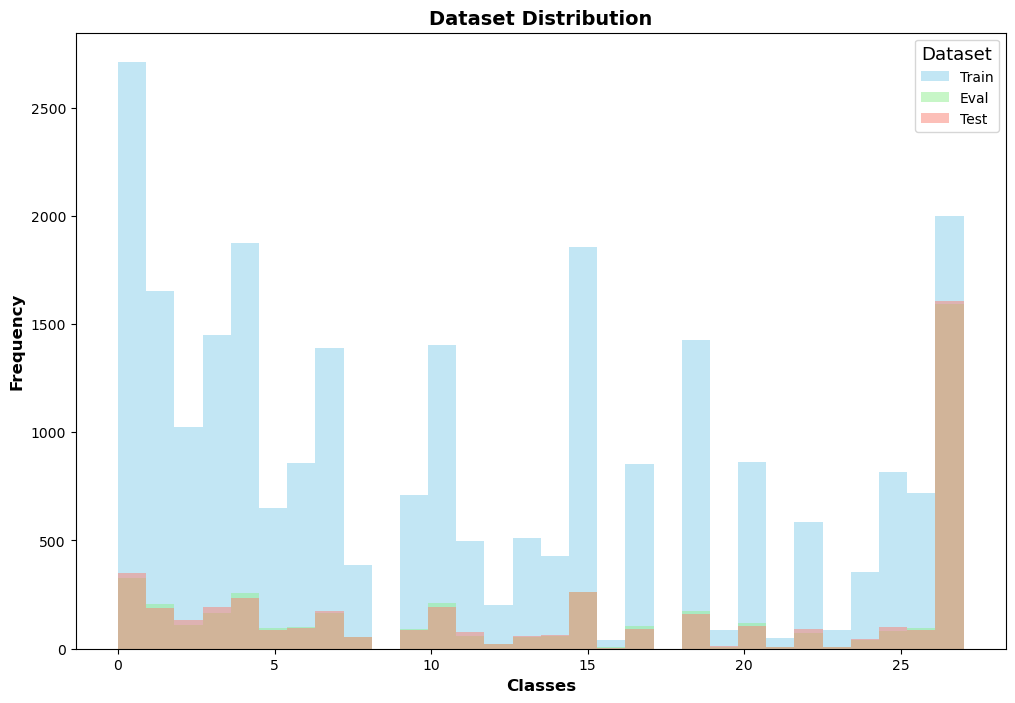 Dataset Distribution
Dataset
Train
Eval
Test
Frequency
2500
2000
1500
1000
500
0
0 5 10 15 20 25
Classes